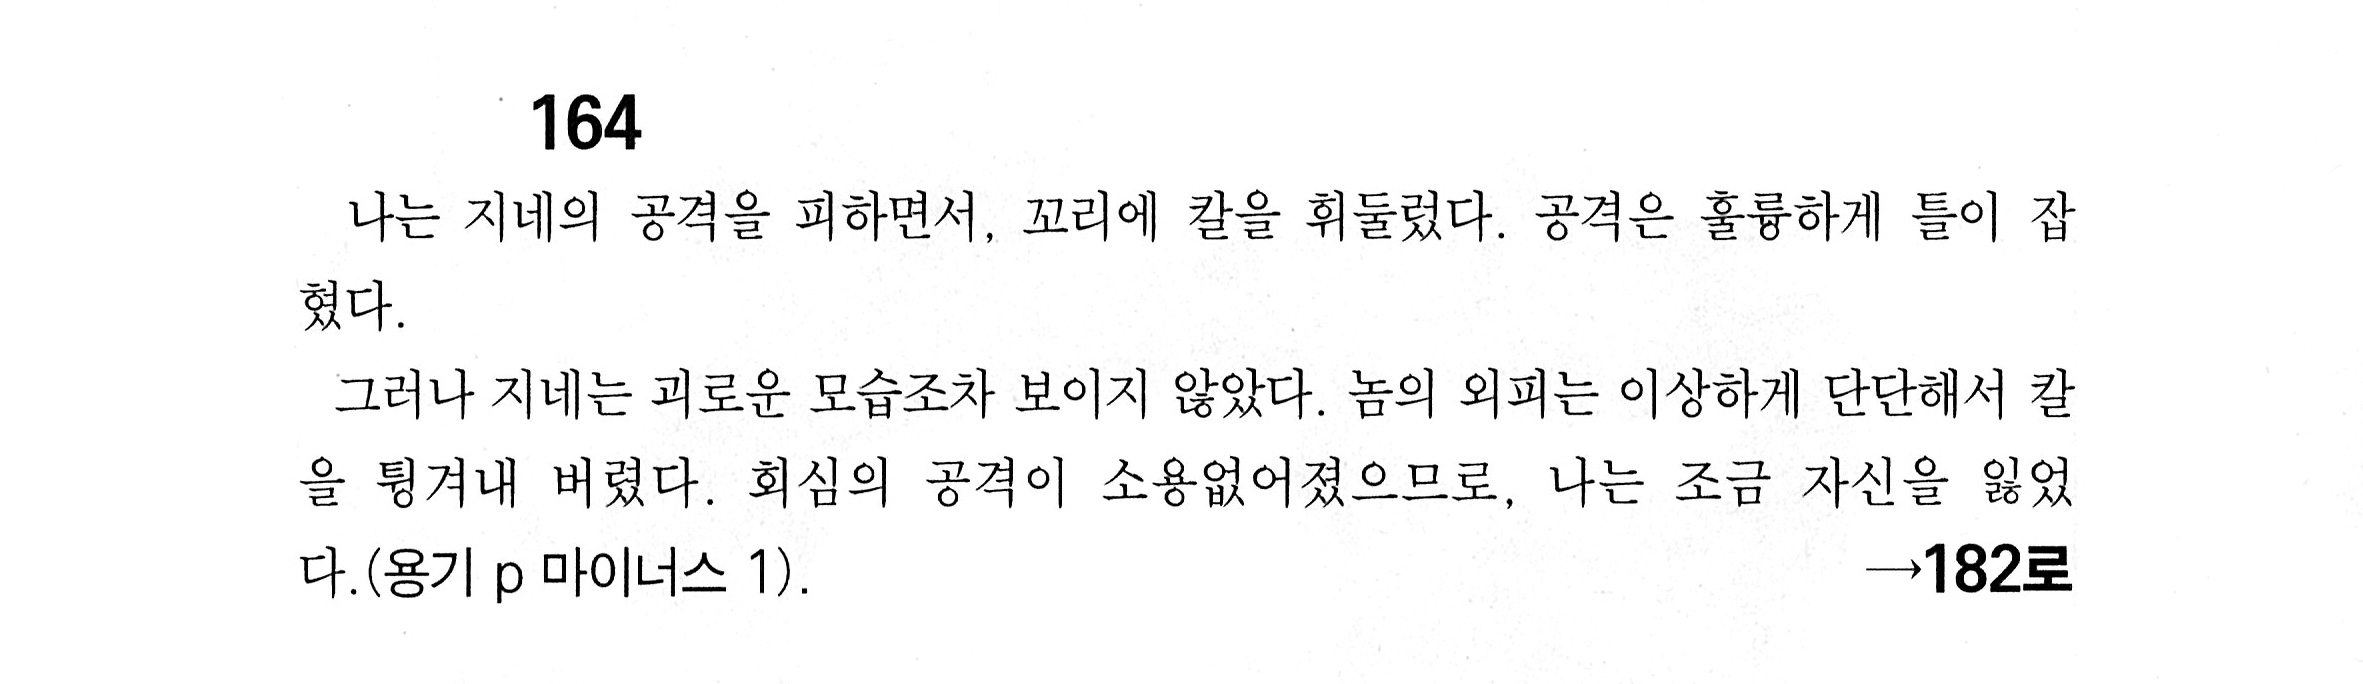 164
나는 지네의 공격을 피하면서, 꼬리에 칼을 휘둘렀다. 공격은 훌륭하게 틀이 잡
혔다.
그러나 지네는 괴로운 모습조차 보이지 않았다. 놈의 외피는 이상하게 단단해서 칼
을 튕겨내 버렸다. 회심의 공격이 소용없어졌으므로, 나는 조금 자신을 잃었
다.(용기 p 마이너스 1). →182로